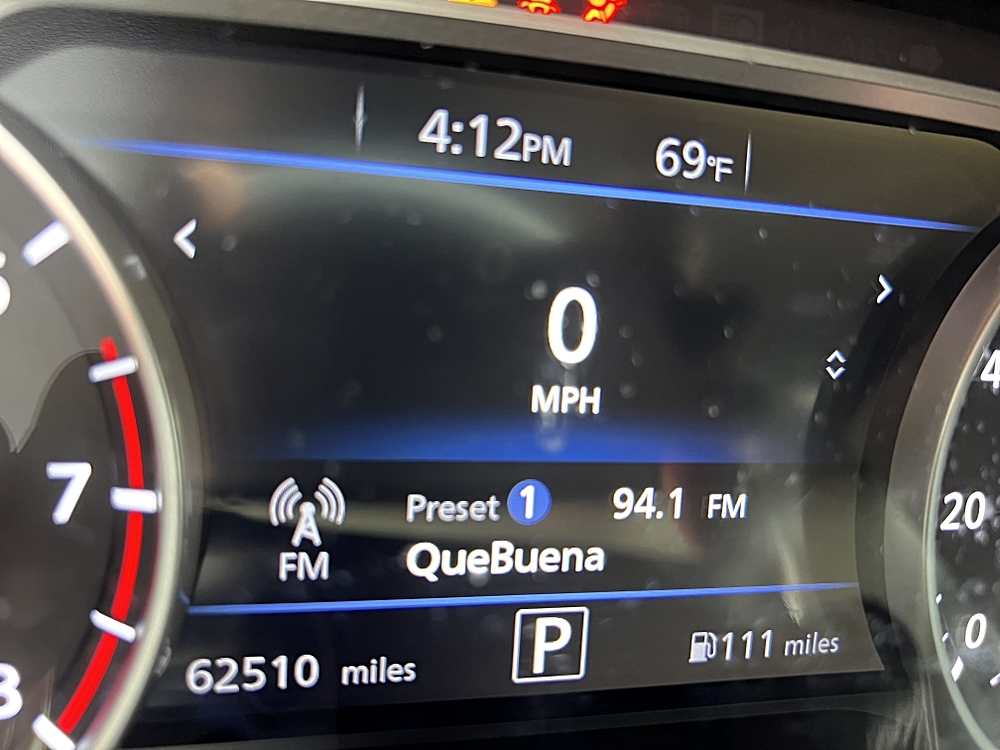 4:12PM 69°F
0
MPH
Preset 1 94.1 FM
FM
QueBuena
62510 miles P 111 miles
7
20
0
4